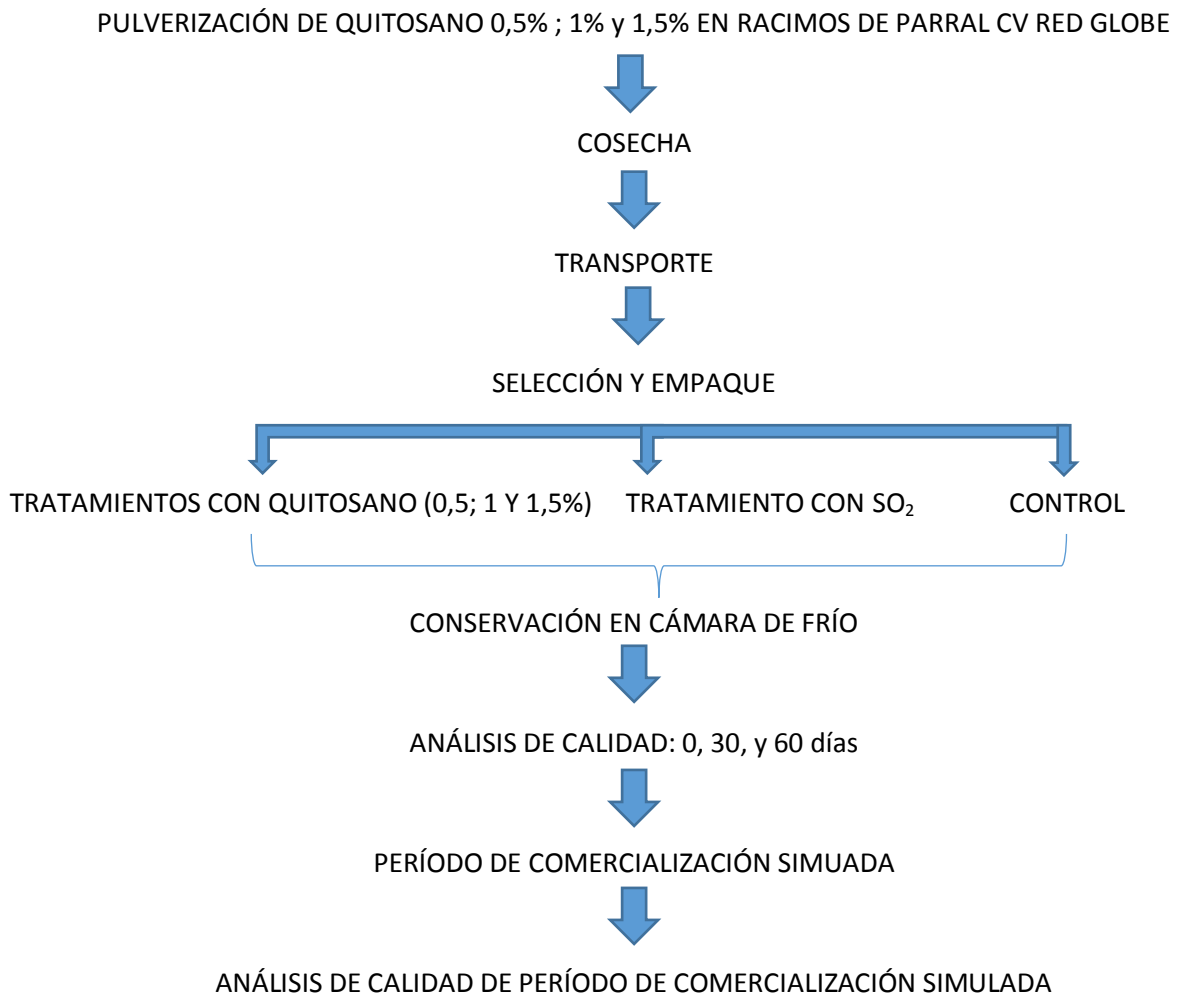 PULVERIZACIÓN DE QUITOSANO 0,5% ; 1% y 1,5% EN RACIMOS DE PARRAL CV RED GLOBE
COSECHA
TRANSPORTE
SELECCIÓN Y EMPAQUE
TRATAMIENTOS CON QUITOSANO (0,5; 1 Y 1,5%) TRATAMIENTO CON SO₂ CONTROL
CONSERVACIÓN EN CÁMARA DE FRÍO
ANÁLISIS DE CALIDAD: 0, 30, y 60 días
PERÍODO DE COMERCIALIZACIÓN SIMUADA
ANÁLISIS DE CALIDAD DE PERÍODO DE COMERCIALIZACIÓN SIMULADA